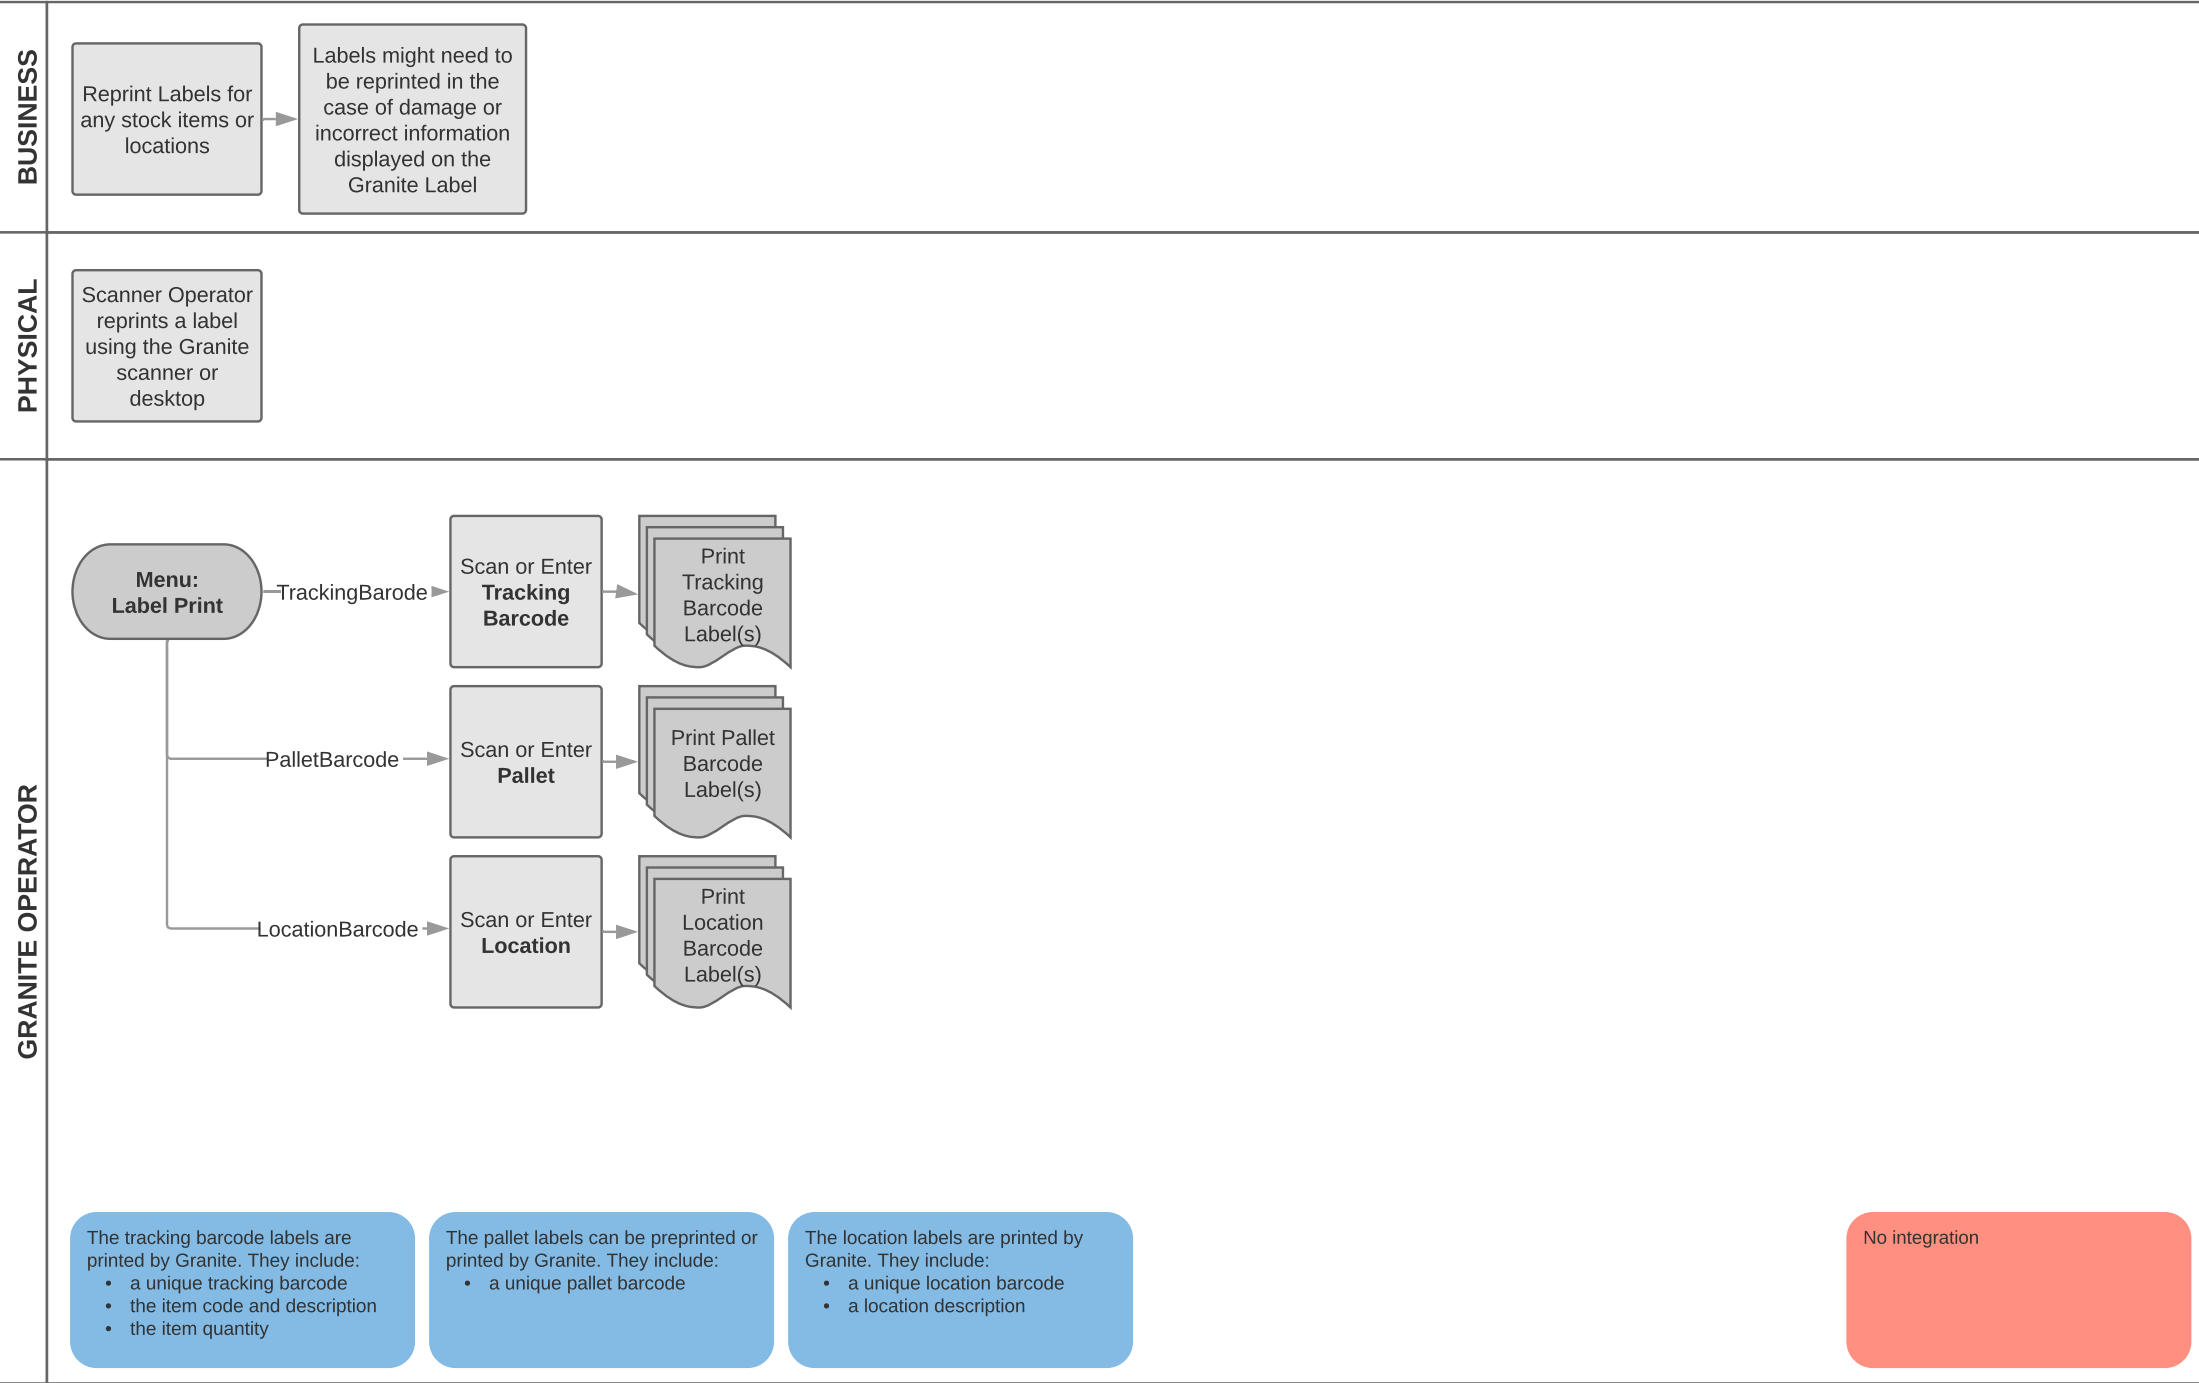 BUSINESS
Reprint Labels for
any stock items or
locations
Labels might need to
be reprinted in the
case of damage or
incorrect information
displayed on the
Granite Label
PHYSICAL
Scanner Operator
reprints a label
using the Granite
scanner or
desktop
GRANITE OPERATOR
Menu:
Label Print
TrackingBarode
Scan or Enter
Tracking
Barcode
Print
Tracking
Barcode
Label(s)
PalletBarcode
Scan or Enter
Pallet
Print Pallet
Barcode
Label(s)
LocationBarcode
Scan or Enter
Location
Print
Location
Barcode
Label(s)
The tracking barcode labels are
printed by Granite. They include:
• a unique tracking barcode
• the item code and description
• the item quantity
The pallet labels can be preprinted or
printed by Granite. They include:
• a unique pallet barcode
The location labels are printed by
Granite. They include:
• a unique location barcode
• a location description
No integration